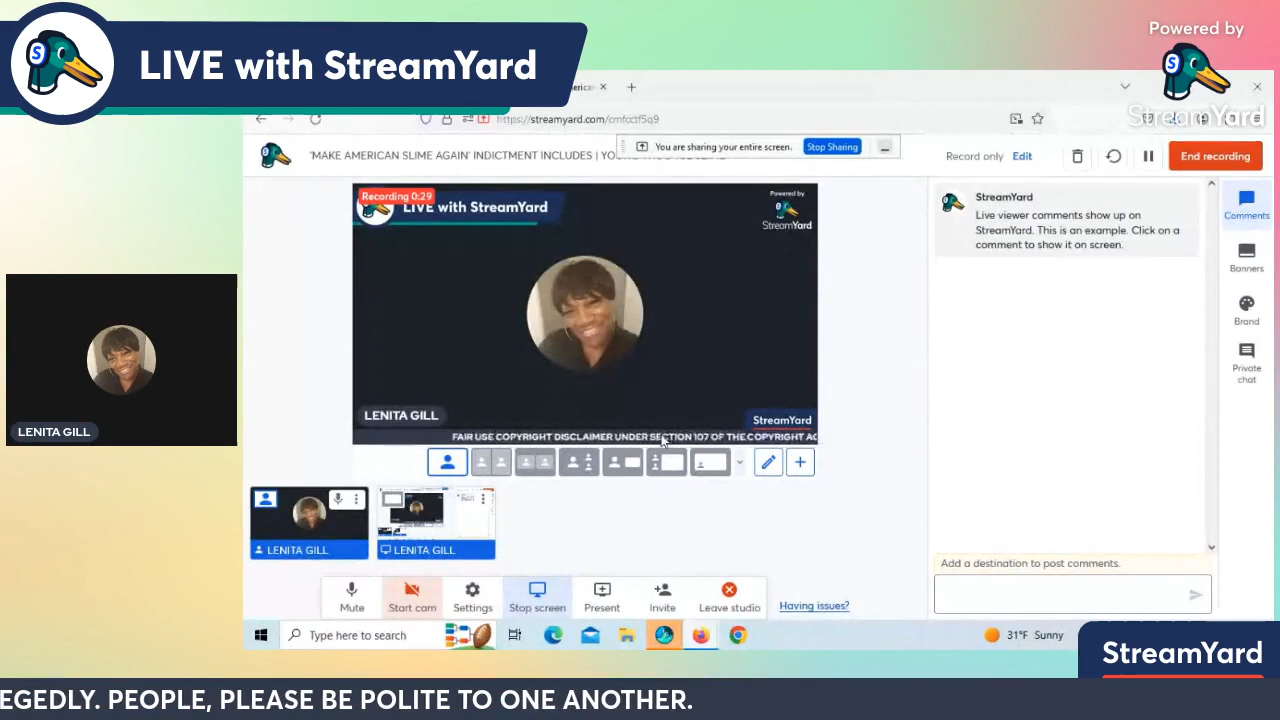 LIVE with StreamYard
Powered by
StreamYard
https://streamyard.com/cmfcctf5q9
You are sharing your entire screen.
Stop Sharing
'MAKE AMERICAN SLIME AGAIN' INDICTMENT INCLUDES |
Record only
Edit
End recording
Recording 0:29
LIVE with StreamYard
Powered by
StreamYard
StreamYard
Live viewer comments show up on
StreamYard. This is an example. Click on a
comment to show it on screen.
Comments
Banners
Brand
Private
chat
LENITA GILL
LENITA GILL
StreamYard
FAIR USE COPYRIGHT DISCLAIMER UNDER SECTION 107 OF THE COPYRIGHT AC
LENITA GILL
LENITA GILL
Add a destination to post comments.
Mute
Start cam
Settings
Stop screen
Present
Invite
Leave studio
Having issues?
Type here to search
31°F Sunny
StreamYard
EGEDLY. PEOPLE, PLEASE BE POLITE TO ONE ANOTHER.